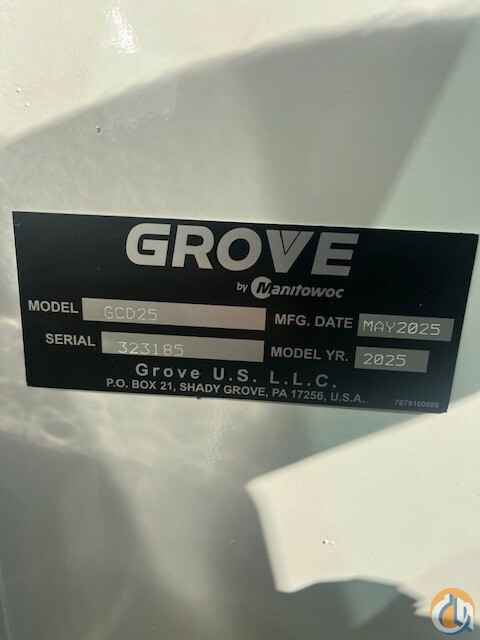 GROVE
by Manitowoc
MODEL GCD25 MFG. DATE MAY2025
SERIAL 323185 MODEL YR. 2025
Grove U.S. L.L.C.
P.O. BOX 21, SHADY GROVE, PA 17256, U.S.A.